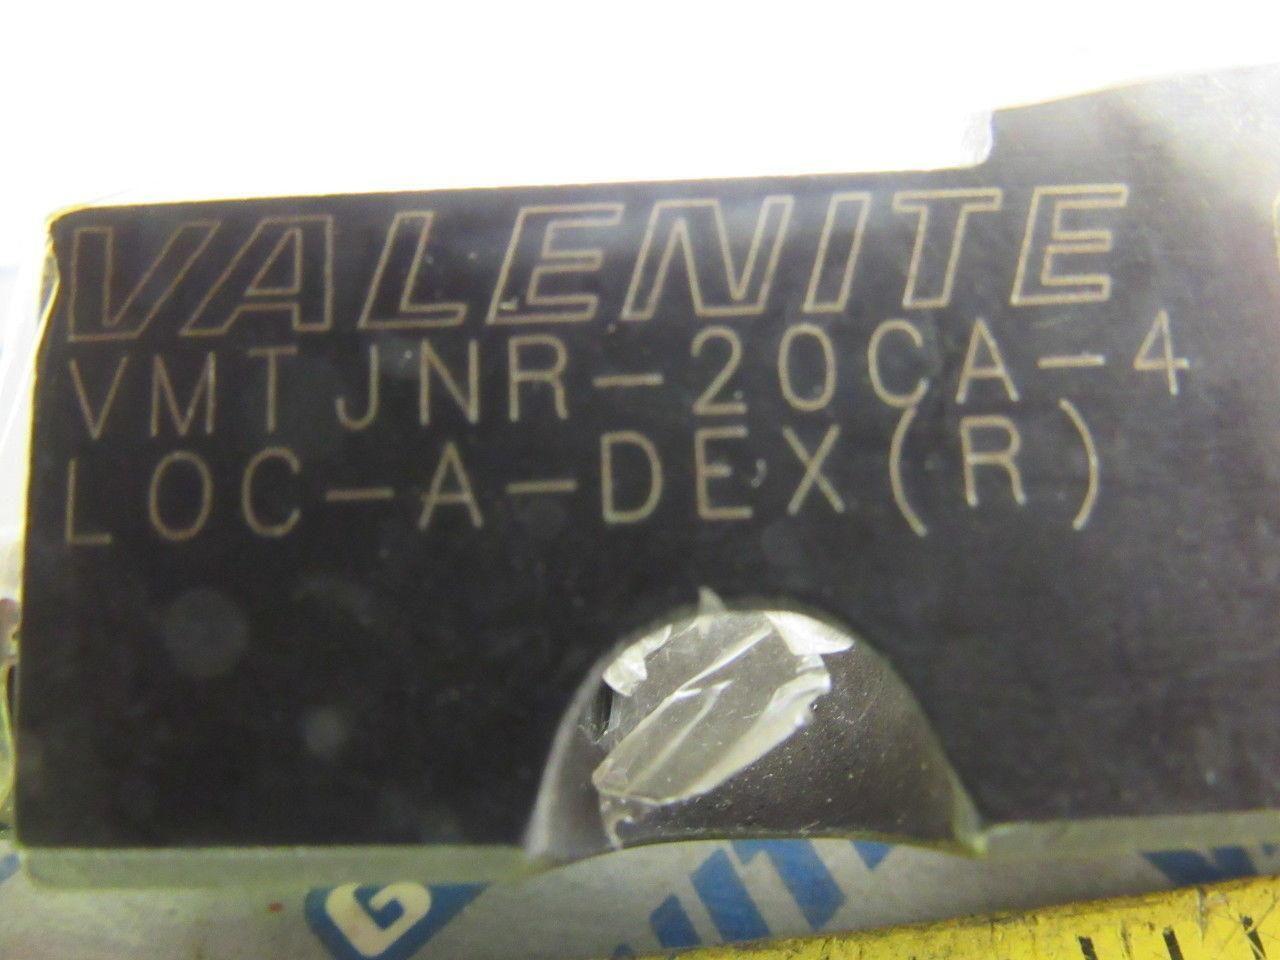 VALENITE
VMTJNR-20CA-4
LOC-A-DEX(R)
G